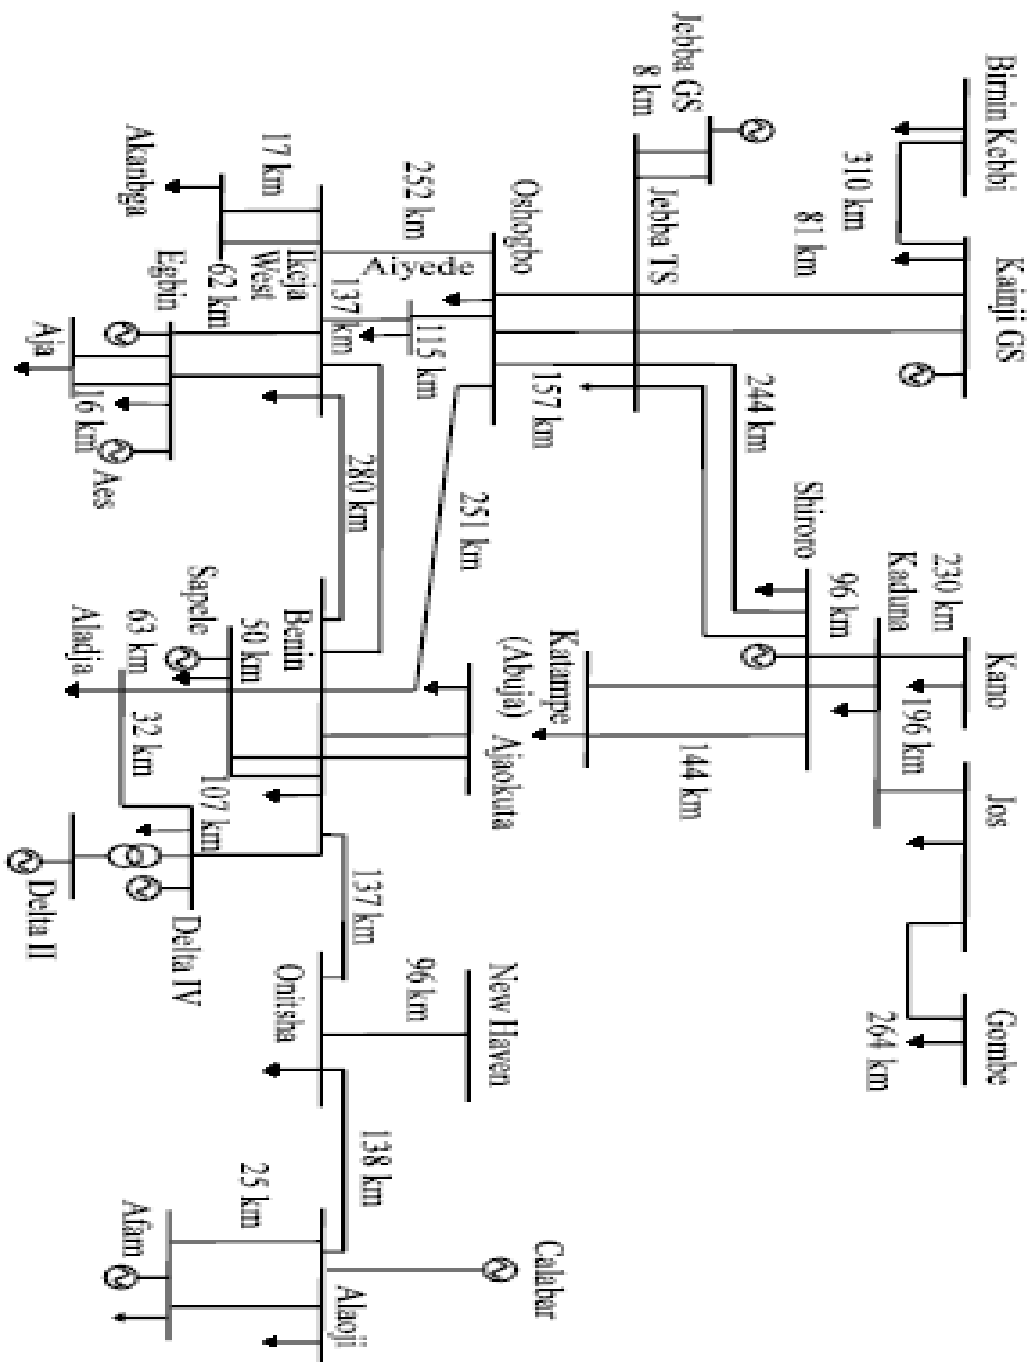 Birnin Kebbi
310 km
Kainji GS
81 km
Jebba GS
8 km
Jebba TS
Oshogbo
252 km
Aiyede
17 km
Akanbga
Ikeja
West
137 km
115 km
157 km
244 km
Egbin
62 km
Aja
16 km
Aes
280 km
251 km
Shiroro
96 km
Kaduna
230 km
Kano
196 km
Jos
Gombe
264 km
Katampe
(Abuja)
144 km
Ajaokuta
Benin
50 km
Sapele
63 km
Aladja
32 km
107 km
Delta II
Delta IV
137 km
Onitsha
96 km
New Haven
138 km
25 km
Afam
Alaoji
Calabar